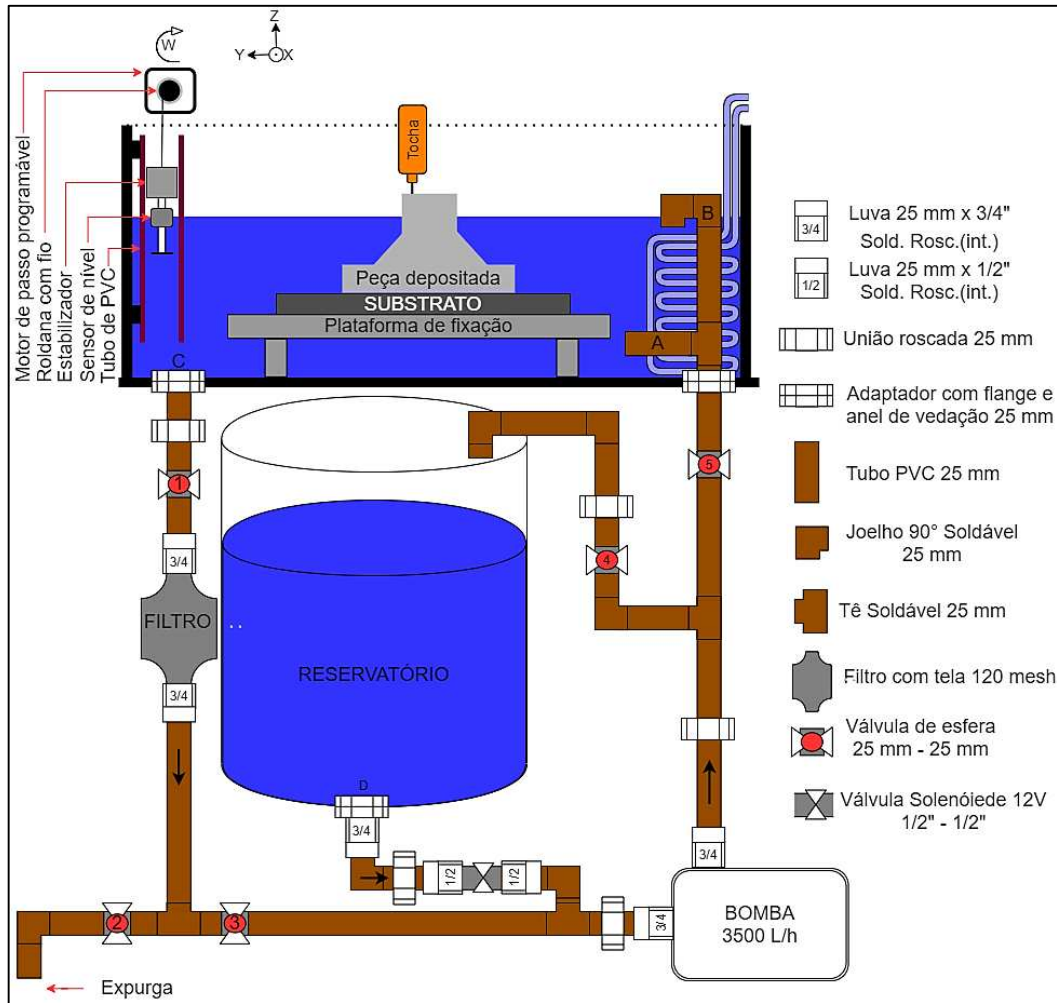 W
Z
Y
X
Motor de passo programável
Roldana com fio
Estabilizador
Sensor de nível
Tubo de PVC
Tocha
B
Peça depositada
SUBSTRATO
Plataforma de fixação
A
C
1
3/4
FILTRO
3/4
RESERVATÓRIO
D
3/4
1/2
1/2
2
3
Expurga
4
5
3/4
3/4
BOMBA
3500 L/h
3/4
Luva 25 mm x 3/4"
Sold. Rosc.(int.)
1/2
Luva 25 mm x 1/2"
Sold. Rosc.(int.)
União roscada 25 mm
Adaptador com flange e
anel de vedação 25 mm
Tubo PVC 25 mm
Joelho 90° Soldável
25 mm
Tê Soldável 25 mm
Filtro com tela 120 mesh
Válvula de esfera
25 mm - 25 mm
Válvula Solenóiede 12V
1/2" - 1/2"